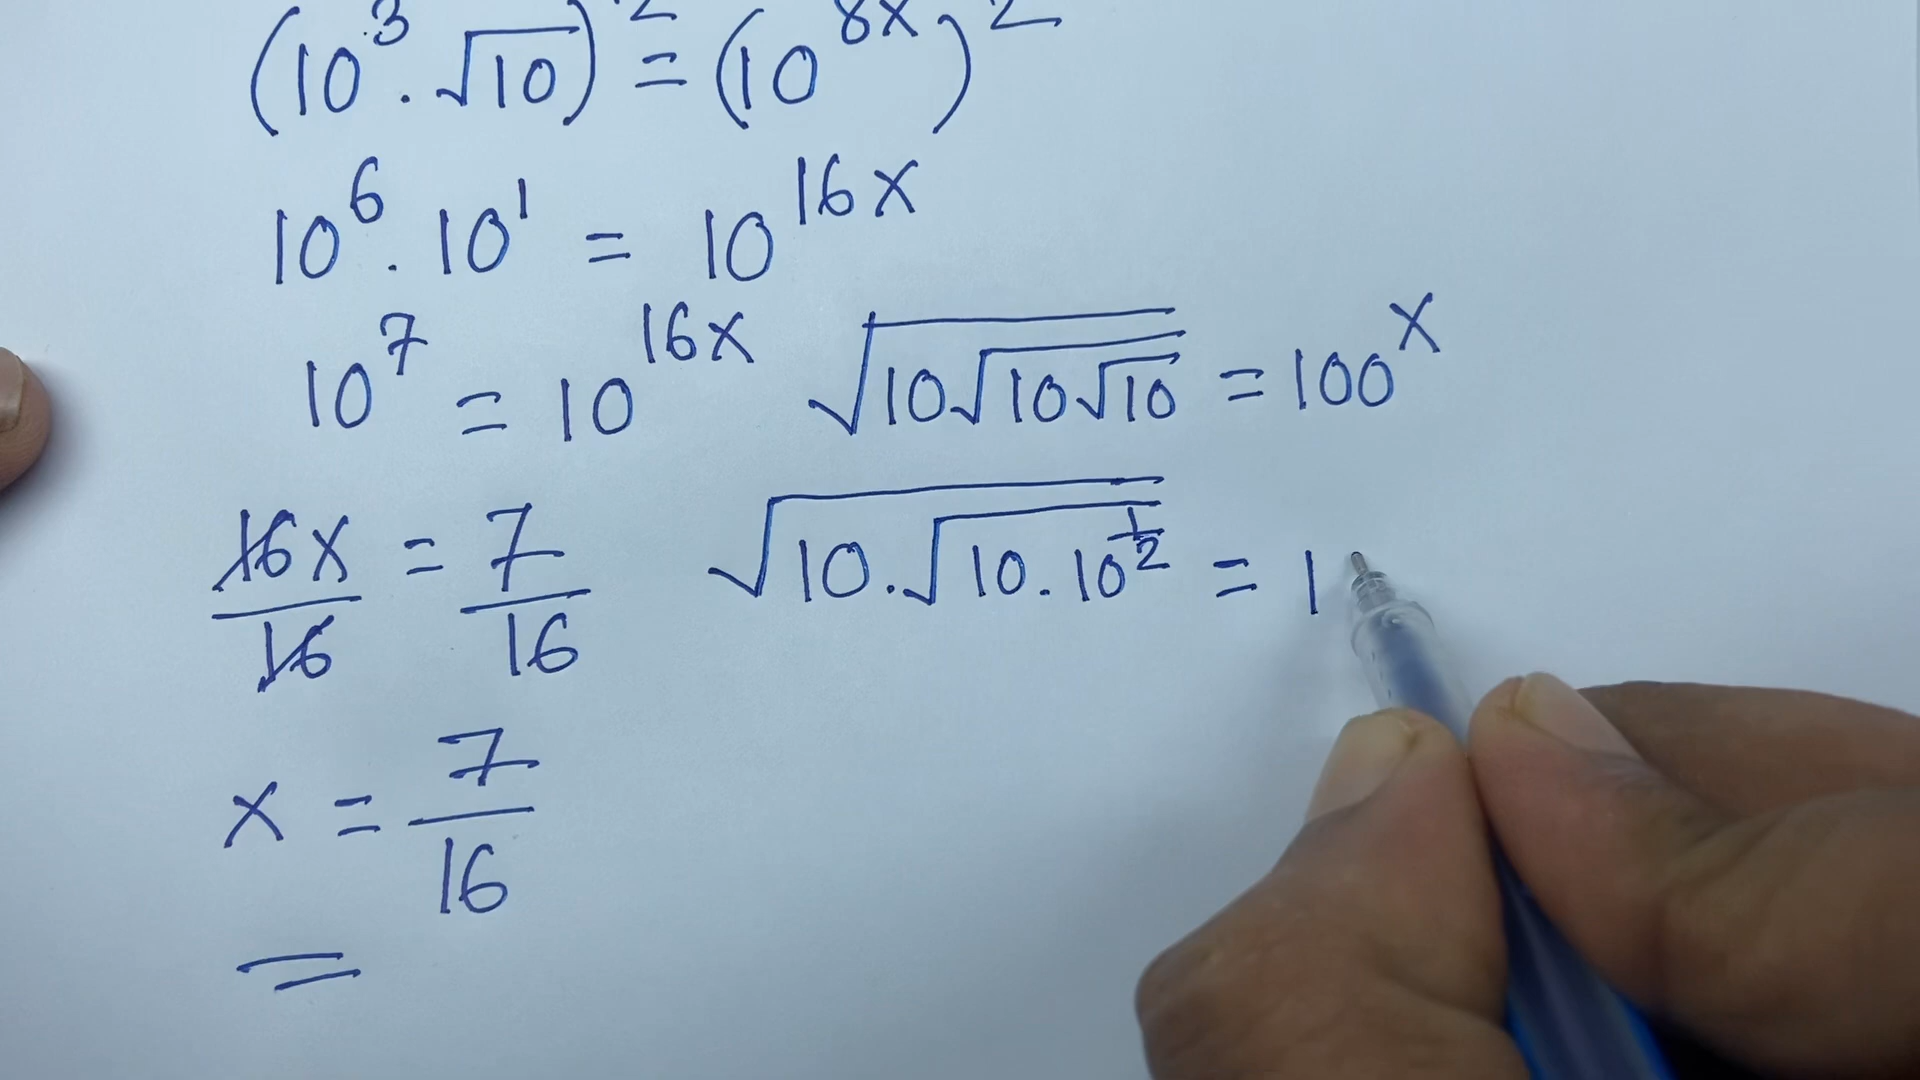 (10³ . √10)² = (10^8x)²
10⁶ . 10¹ = 10^16x
10⁷ = 10^16x
16x/16 = 7/16
x = 7/16
√(10√(10√10)) = 100^x
√(10.√(10.10^1/2)) = 1